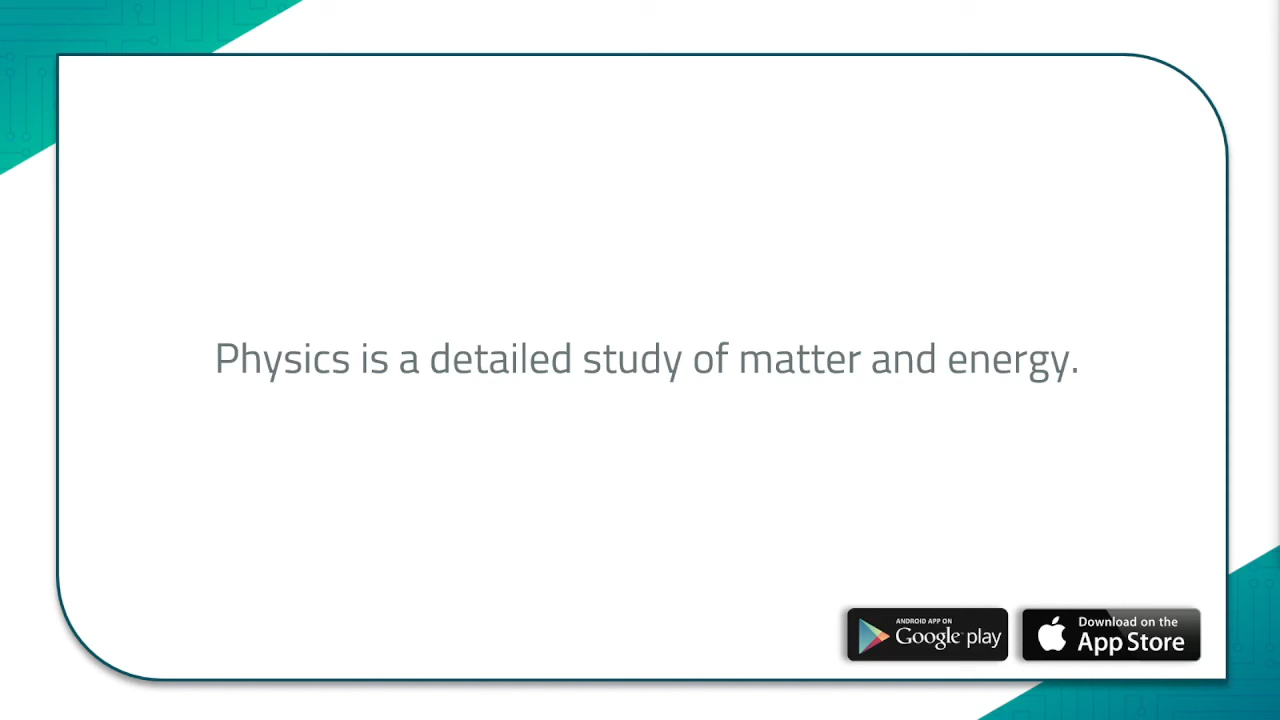 Physics is a detailed study of matter and energy.
ANDROID APP ON
Google play
Download on the
App Store